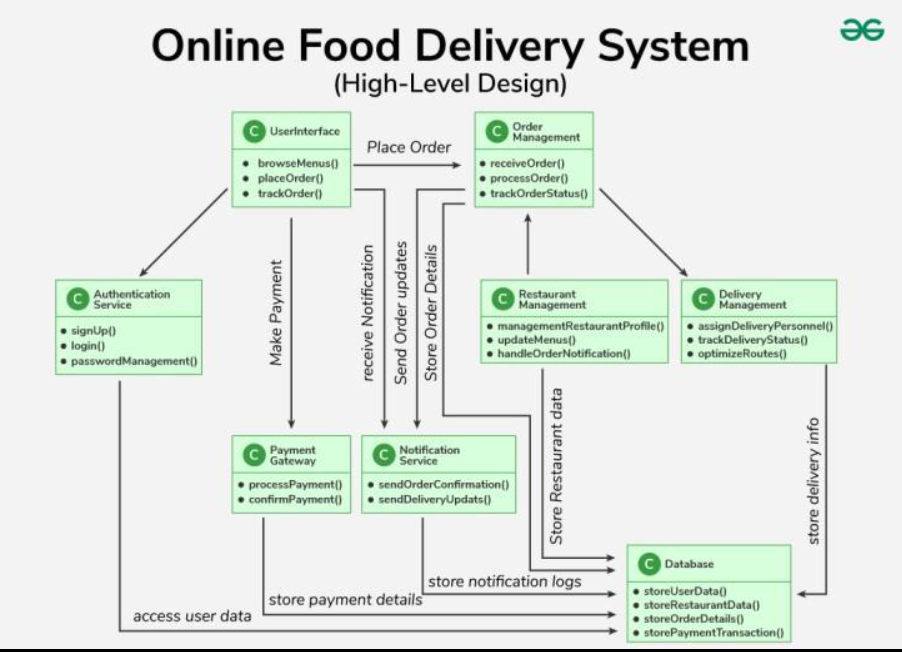 Online Food Delivery System
(High-Level Design)
C UserInterface
browseMenus()
placeOrder()
trackOrder()
Place Order
C Order
Management
receiveOrder()
processOrder()
trackOrderStatus()
C Authentication
Service
signUp()
login()
passwordManagement()
Make Payment
receive Notification
Send Order updates
Store Order Details
C Restaurant
Management
managementRestaurantProfile()
updateMenus()
handleOrderNotification()
C Delivery
Management
assignDeliveryPersonnel()
trackDeliveryStatus()
optimizeRoutes()
C Payment
Gateway
processPayment()
confirmPayment()
C Notification
Service
sendOrderConfirmation()
sendDeliveryUpdats()
Store Restaurant data
store delivery info
C Database
storeUserData()
storeRestaurantData()
storeOrderDetails()
storePaymentTransaction()
store notification logs
store payment details
access user data